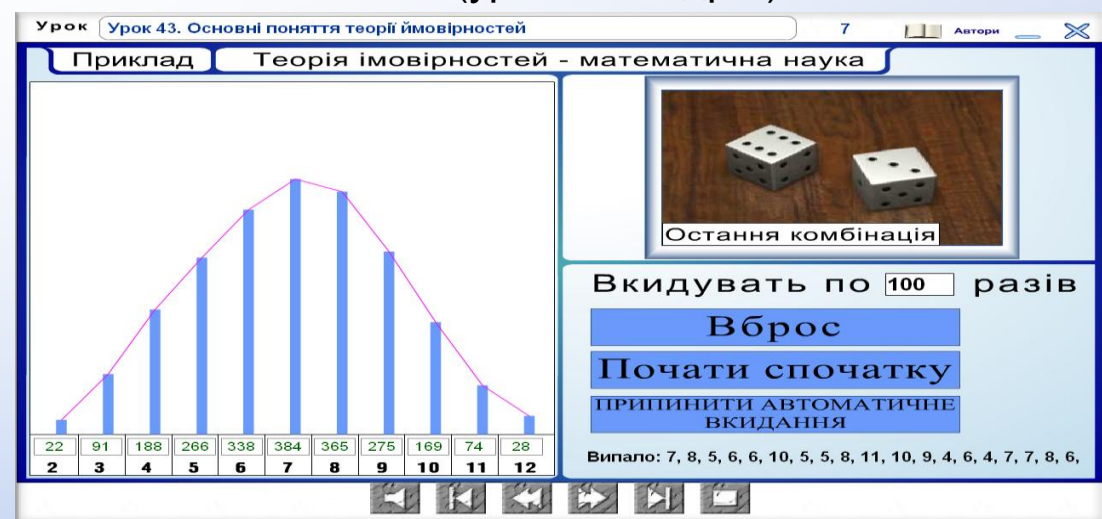 Урок Урок 43. Основні поняття теорії ймовірностей 7 Автори
Приклад Теорія імовірностей - математична наука
Остання комбінація
Вкидувать по 100 разів
Вброс
Почати спочатку
ПРИПИНИТИ АВТОМАТИЧНЕ
ВКИДАННЯ
22 91 188 266 338 384 365 275 169 74 28
2 3 4 5 6 7 8 9 10 11 12
Випало: 7, 8, 5, 6, 6, 10, 5, 5, 8, 11, 10, 9, 4, 6, 4, 7, 7, 8, 6,